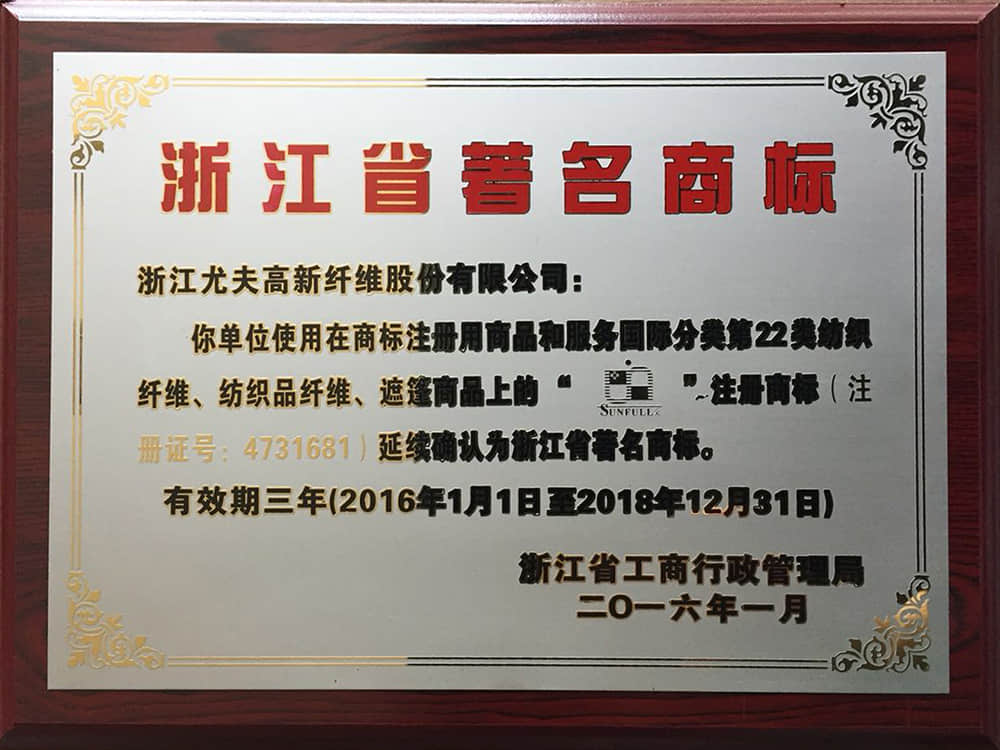 浙江省著名商标
浙江尤夫高新纤维股份有限公司：
你单位使用在商标注册用商品和服务国际分类第22类纺织
纤维、纺织品纤维、遮篷商品上的“ SUNFULL ”注册商标（注
册证号：4731681）延续确认为浙江省著名商标。
有效期三年(2016年1月1日至2018年12月31日)
浙江省工商行政管理局
二〇一六年一月